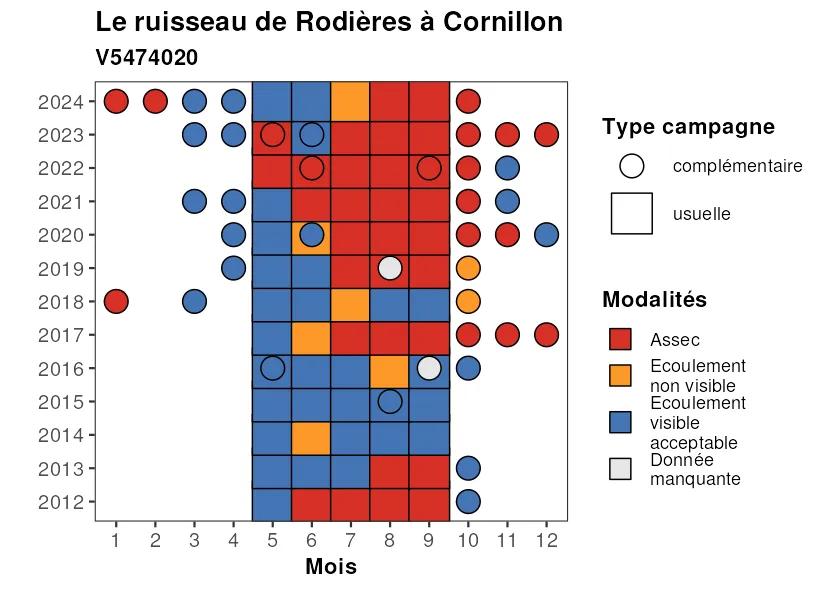 Le ruisseau de Rodières à Cornillon
V5474020
2024
2023
2022
2021
2020
2019
2018
2017
2016
2015
2014
2013
2012
1 2 3 4 5 6 7 8 9 10 11 12
Mois
Type campagne
complémentaire
usuelle
Modalités
Assec
Ecoulement
non visible
Ecoulement
visible
acceptable
Donnée
manquante